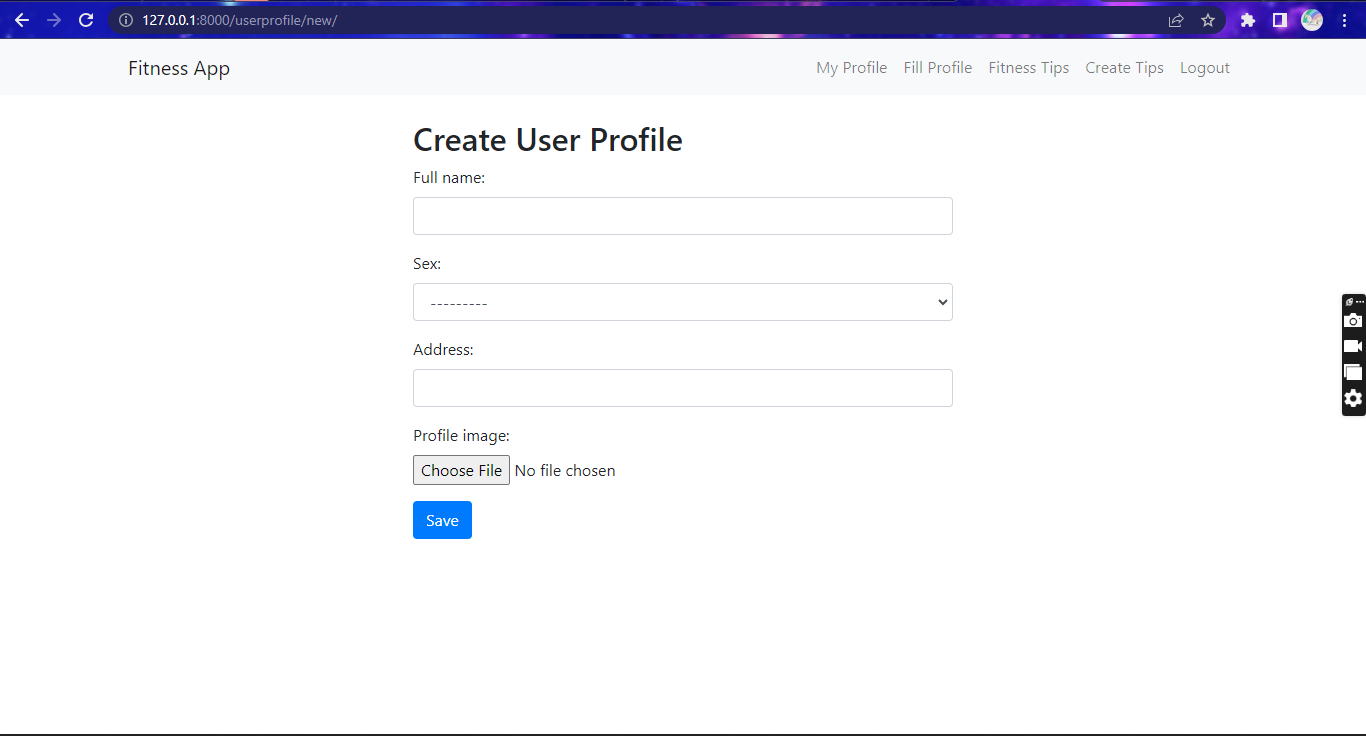 127.0.0.1:8000/userprofile/new/
Fitness App My Profile Fill Profile Fitness Tips Create Tips Logout
Create User Profile
Full name:
Sex:
---------
Address:
Profile image:
Choose File No file chosen
Save